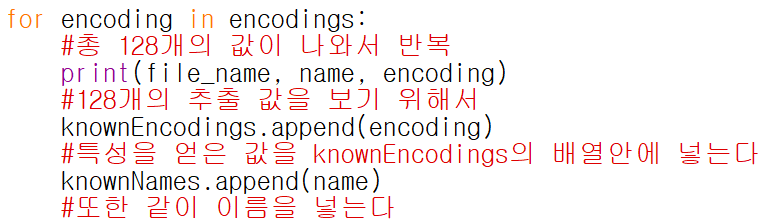 for encoding in encodings:
#총 128개의 값이 나와서 반복
print(file_name, name, encoding)
#128개의 추출 값을 보기 위해서
knownEncodings.append(encoding)
#특성을 얻은 값을 knownEncodings의 배열안에 넣는다
knownNames.append(name)
#또한 같이 이름을 넣는다